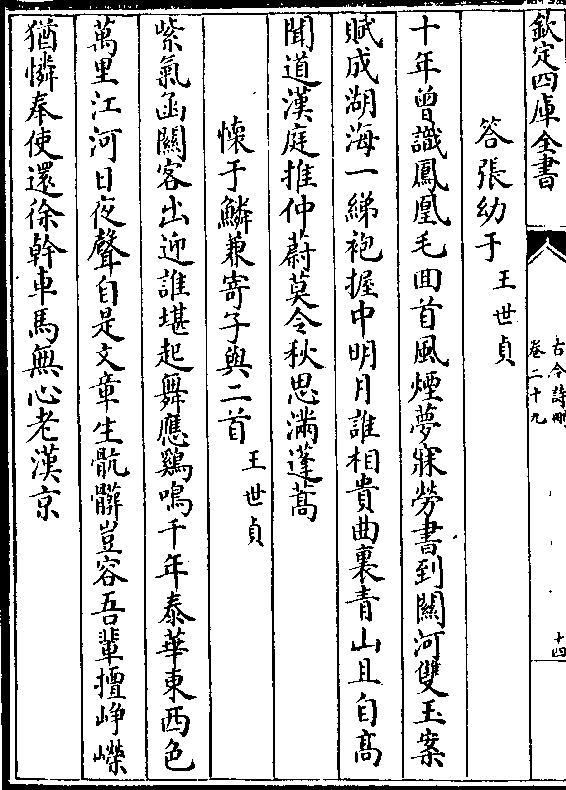 欽定四庫全書
古今詩刪
卷二十九
十四
答張幼于
王世貞
十年曾識鳳凰毛回首風煙夢寐勞書到關河雙玉案
賦成湖海一綈袍握中明月誰相貴曲裏青山且自高
聞道漢庭推仲蔚莫令秋思滿蓬蒿
懷于鱗兼寄子與二首
王世貞
紫氣函關客出迎誰堪起舞應鷄鳴千年泰華東西色
萬里江河日夜聲自是文章生骯髒豈容吾輩擅崢嶸
猶憐奉使還徐幹車馬無心老漢京